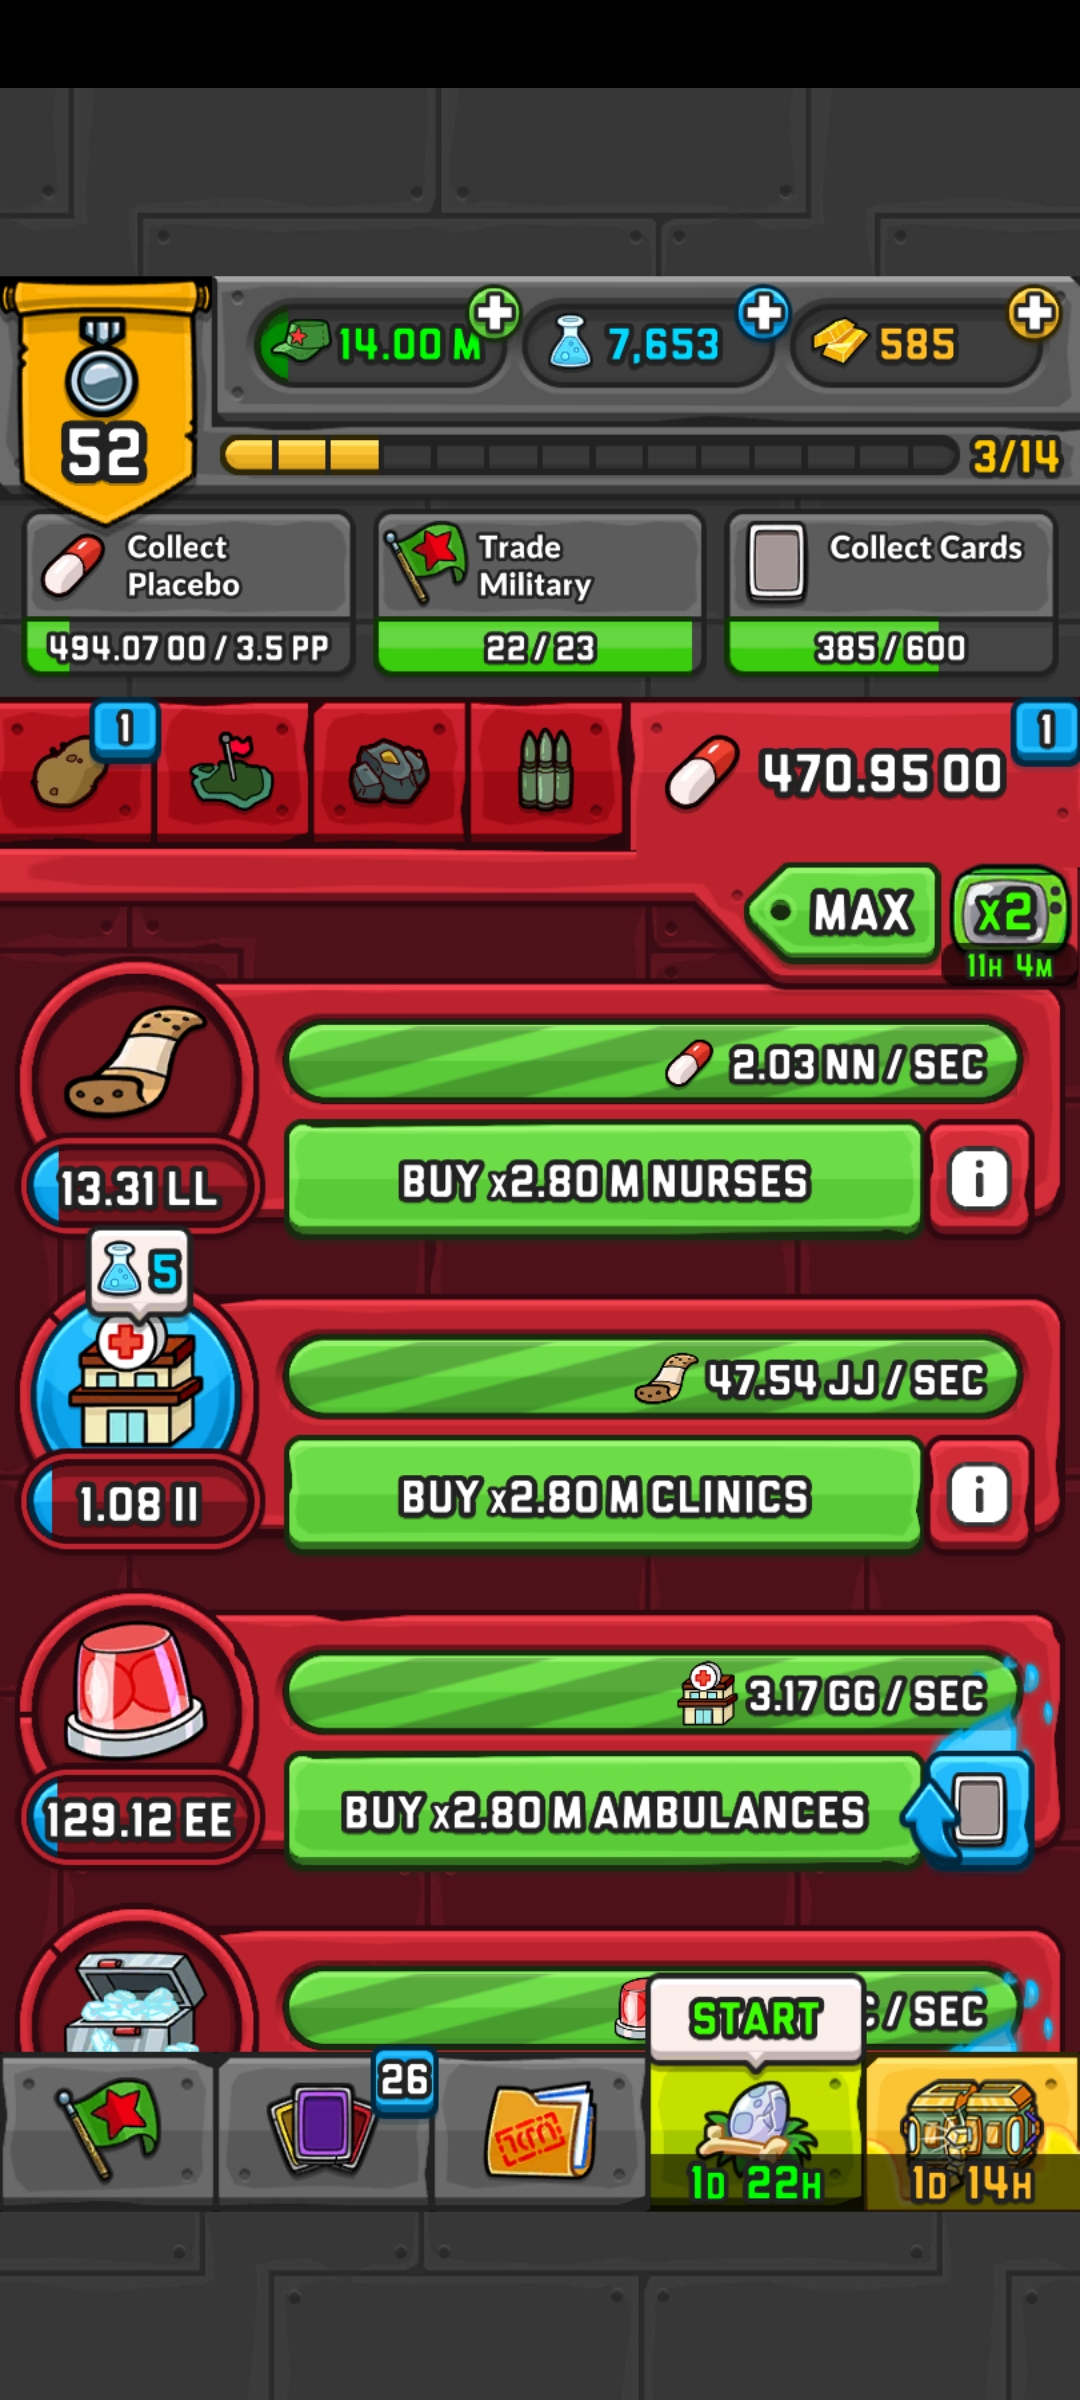 14.00 M
7,653
585
52
3/14
Collect
Placebo
Trade
Military
Collect Cards
494.07 OO / 3.5 PP
22 / 23
385 / 600
1
1
470.95 OO
MAX
x2
11H 4M
2.03 NN / SEC
13.31 LL
BUY x2.80 M NURSES
i
5
47.54 JJ / SEC
1.08 II
BUY x2.80 M CLINICS
i
3.17 GG / SEC
129.12 EE
BUY x2.80 M AMBULANCES
/ SEC
START
26
1D 22H
1D 14H